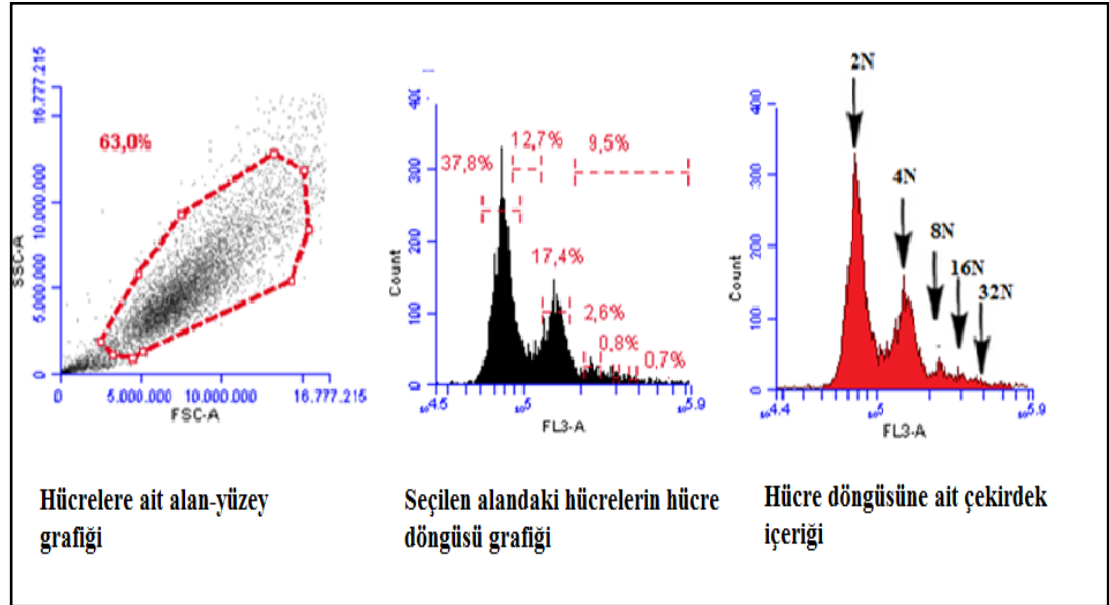 63,0%
16.777.215
10.000.000
5.000.000
0
SSC-A
0
5.000.000
10.000.000
16.777.215
FSC-A
37,8%
12,7%
9,5%
17,4%
2,6%
0,8%
0,7%
400
300
200
100
0
Count
FL3-A
2N
4N
8N
16N
32N
400
300
200
100
0
Count
FL3-A
Hücrelere ait alan-yüzey
grafiği
Seçilen alandaki hücrelerin hücre
döngüsü grafiği
Hücre döngüsüne ait çekirdek
içeriği